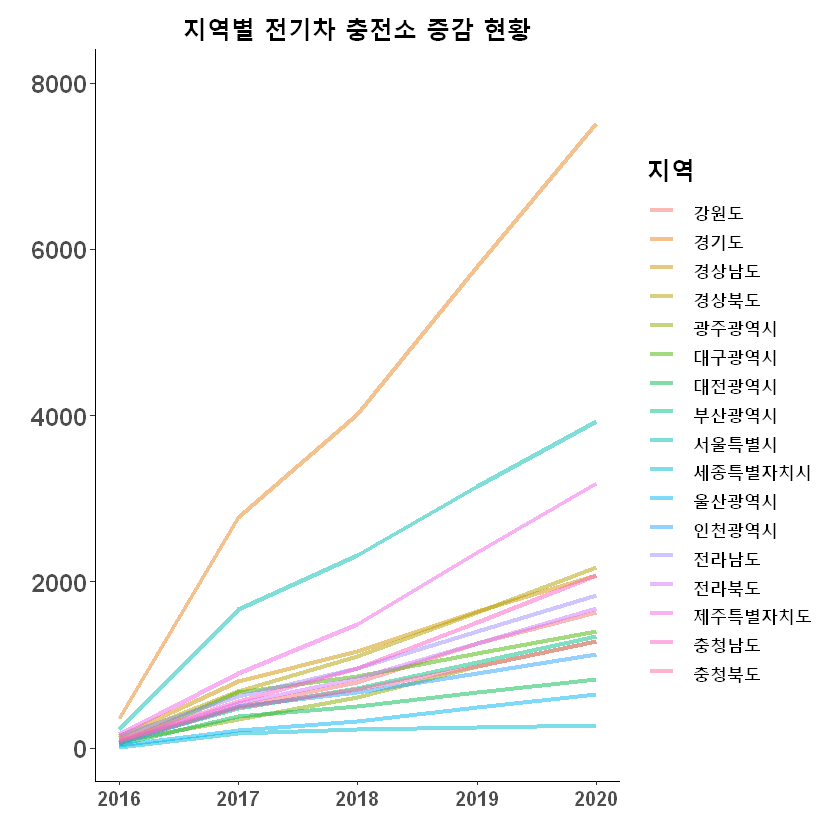 지역별 전기차 충전소 증감 현황
8000
6000
4000
2000
0
2016 2017 2018 2019 2020
지역
강원도
경기도
경상남도
경상북도
광주광역시
대구광역시
대전광역시
부산광역시
서울특별시
세종특별자치시
울산광역시
인천광역시
전라남도
전라북도
제주특별자치도
충청남도
충청북도